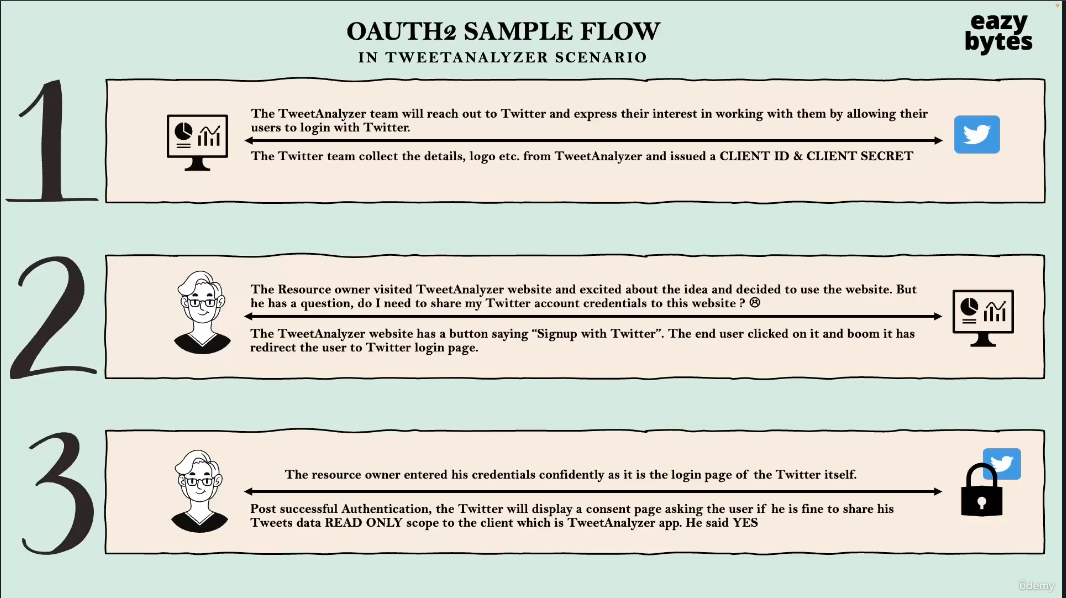 OAUTH2 SAMPLE FLOW
IN TWEETANALYZER SCENARIO
eazy
bytes
1
The TweetAnalyzer team will reach out to Twitter and express their interest in working with them by allowing their
users to login with Twitter.
The Twitter team collect the details, logo etc. from TweetAnalyzer and issued a CLIENT ID & CLIENT SECRET
2
The Resource owner visited TweetAnalyzer website and excited about the idea and decided to use the website. But
he has a question, do I need to share my Twitter account credentials to this website ? ☹
The TweetAnalyzer website has a button saying “Signup with Twitter”. The end user clicked on it and boom it has
redirect the user to Twitter login page.
3
The resource owner entered his credentials confidently as it is the login page of the Twitter itself.
Post successful Authentication, the Twitter will display a consent page asking the user if he is fine to share his
Tweets data READ ONLY scope to the client which is TweetAnalyzer app. He said YES
ûdemy